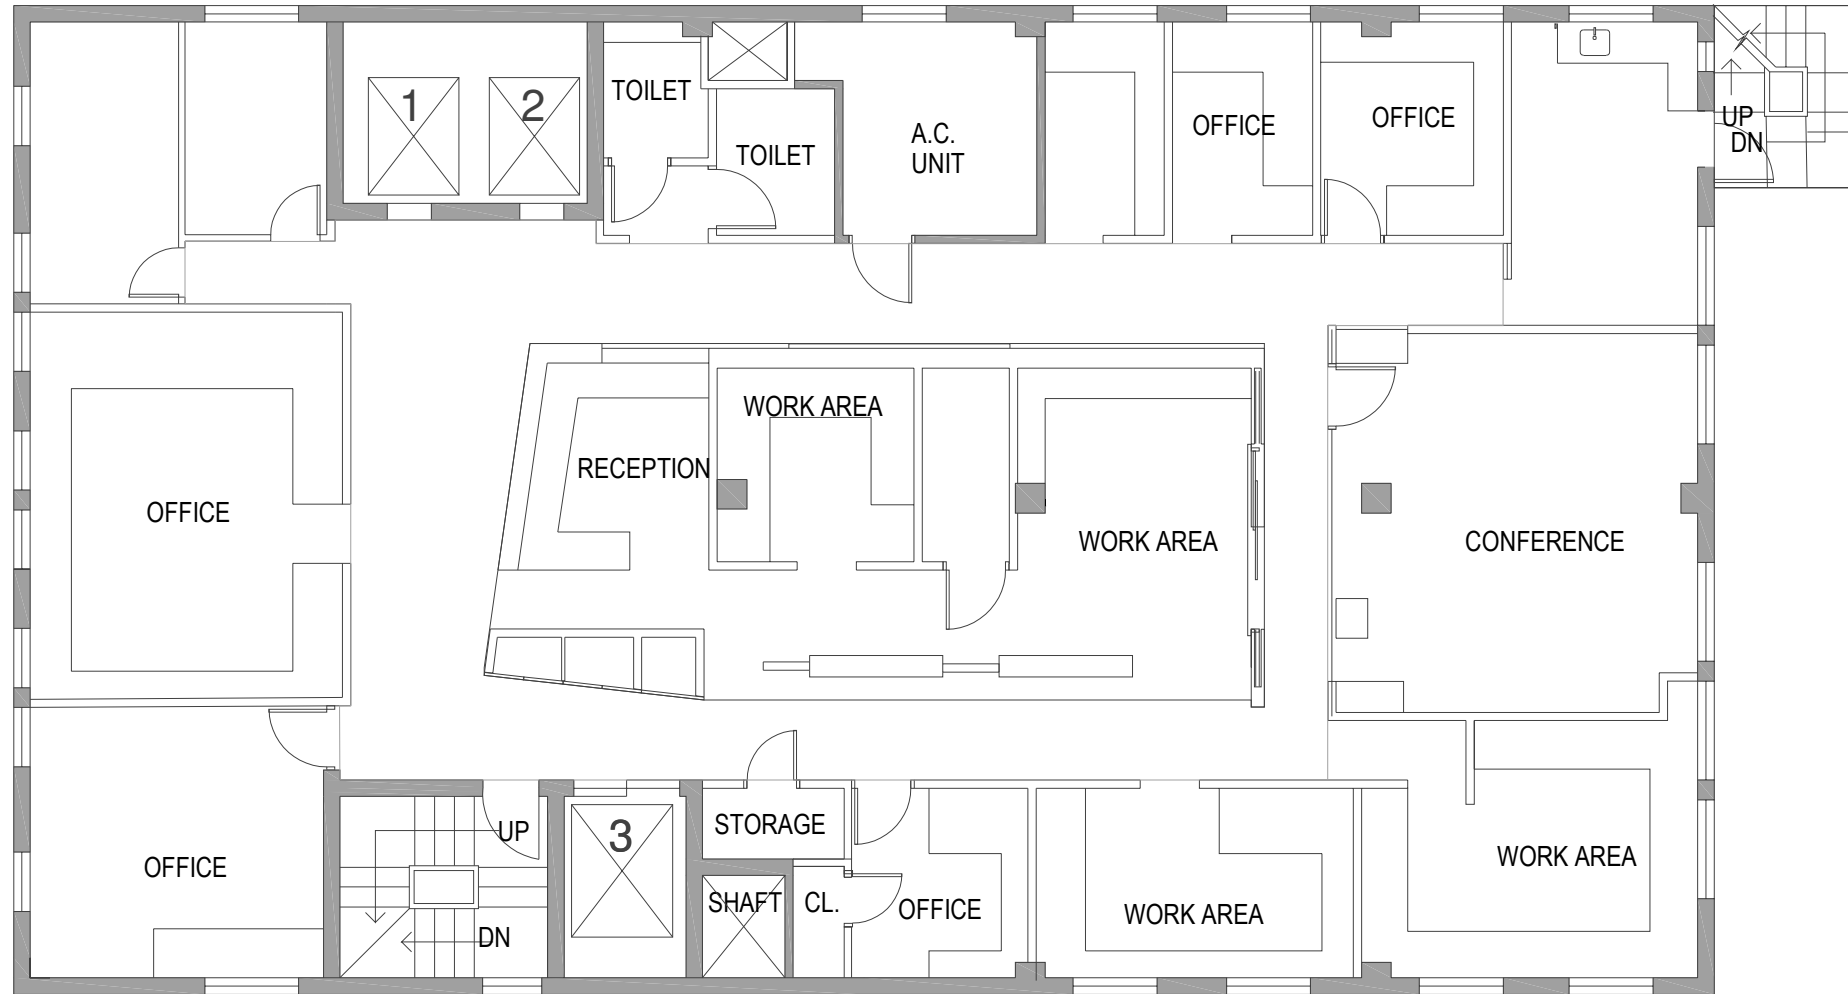 1
2
TOILET
TOILET
A.C.
UNIT
OFFICE
OFFICE
UP
DN
WORK AREA
RECEPTION
OFFICE
WORK AREA
CONFERENCE
STORAGE
UP
3
OFFICE
WORK AREA
SHAFT
CL.
OFFICE
WORK AREA
DN